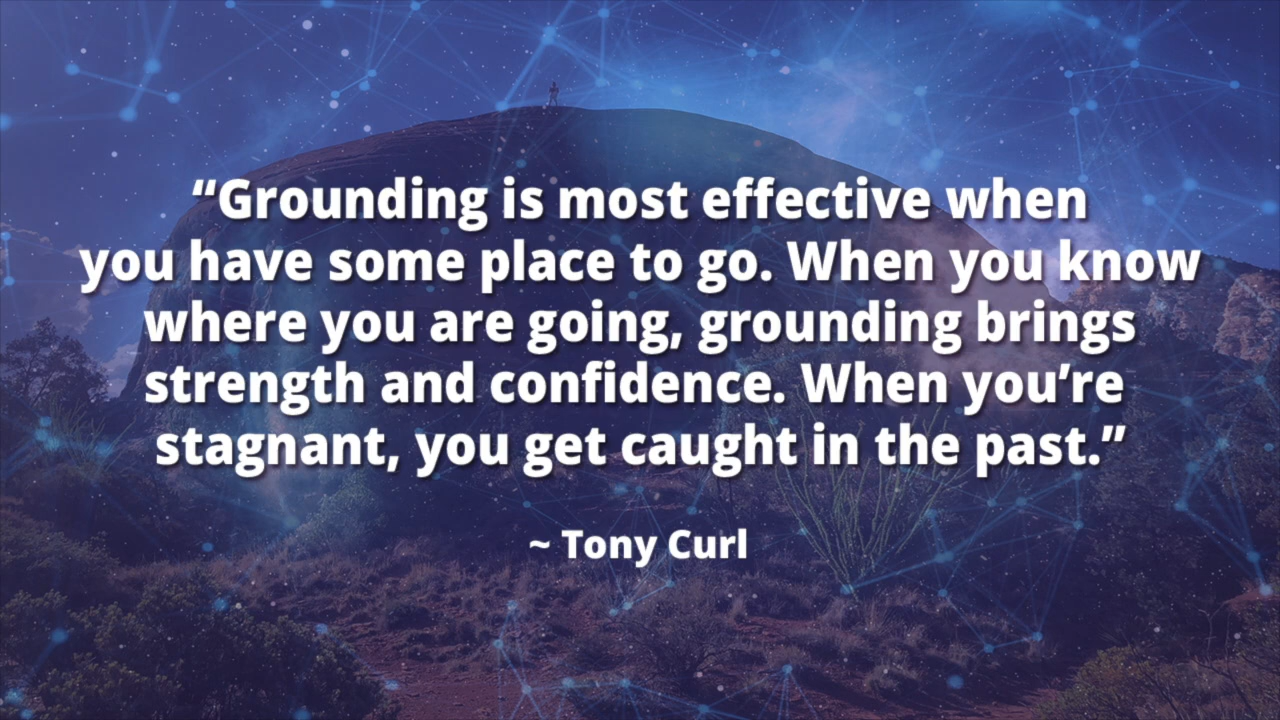 “Grounding is most effective when
you have some place to go. When you know
where you are going, grounding brings
strength and confidence. When you’re
stagnant, you get caught in the past.”
~ Tony Curl